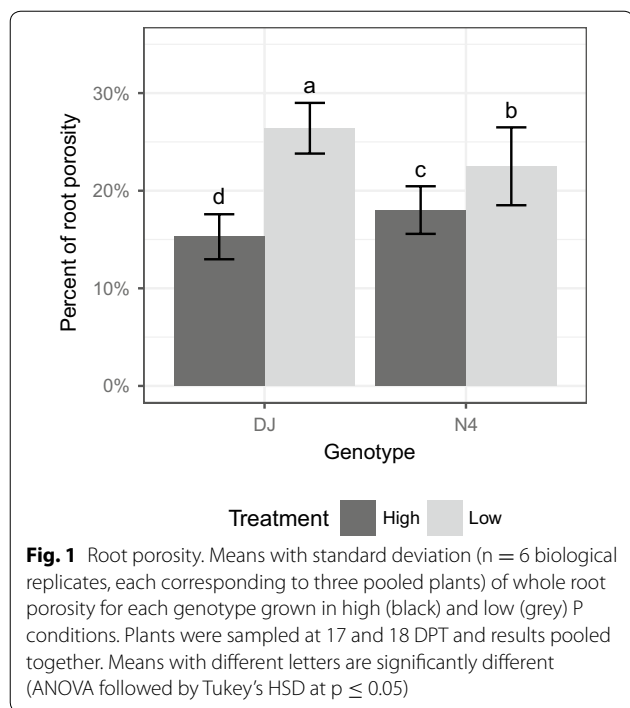 30%
20%
10%
0%
Percent of root porosity
d
a
c
b
DJ
N4
Genotype
Treatment High Low
Fig. 1 Root porosity. Means with standard deviation (n = 6 biological
replicates, each corresponding to three pooled plants) of whole root
porosity for each genotype grown in high (black) and low (grey) P
conditions. Plants were sampled at 17 and 18 DPT and results pooled
together. Means with different letters are significantly different
(ANOVA followed by Tukey’s HSD at p ≤ 0.05)